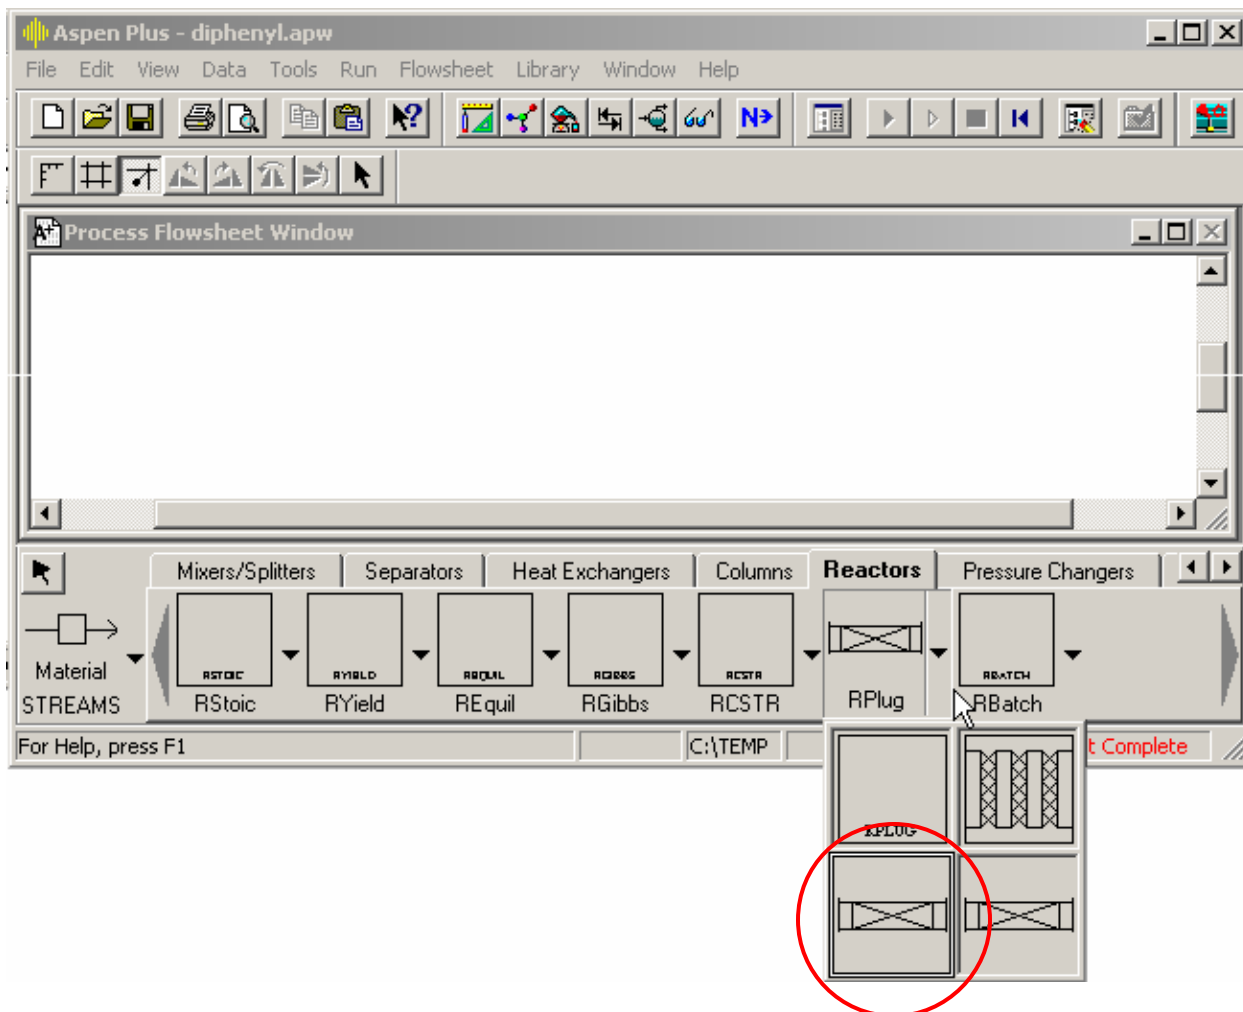 Aspen Plus - diphenyl.apw
File Edit View Data Tools Run Flowsheet Library Window Help
N
Process Flowsheet Window
Mixers/Splitters Separators Heat Exchangers Columns Reactors Pressure Changers
RSTOIC RYIELD REQUIL RGIBBS RCSTR RBATCH
Material
STREAMS RStoic RYield REquil RGibbs RCSTR RPlug RBatch
For Help, press F1 C:\TEMP t Complete
RPLUG